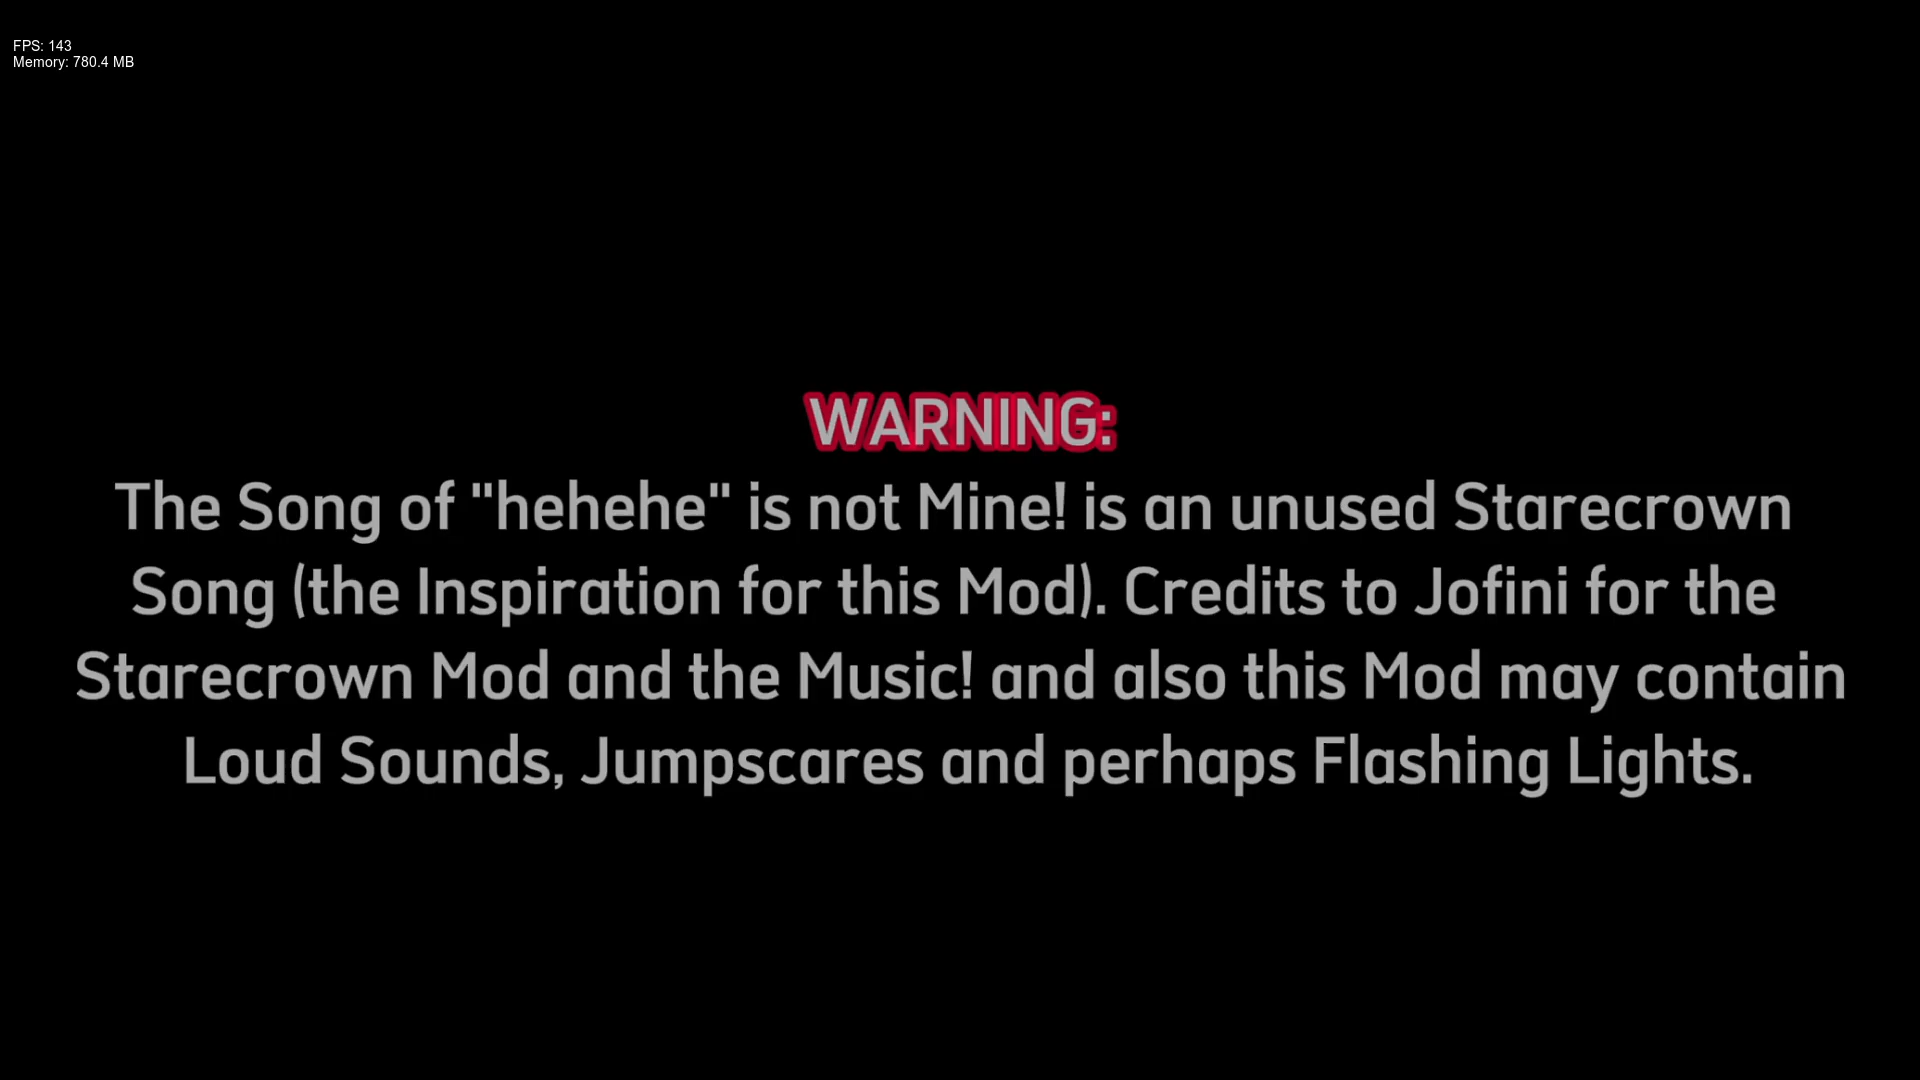 FPS: 143
Memory: 780.4 MB
WARNING:
The Song of "hehehe" is not Mine! is an unused Starecrown
Song (the Inspiration for this Mod). Credits to Jofini for the
Starecrown Mod and the Music! and also this Mod may contain
Loud Sounds, Jumpscares and perhaps Flashing Lights.